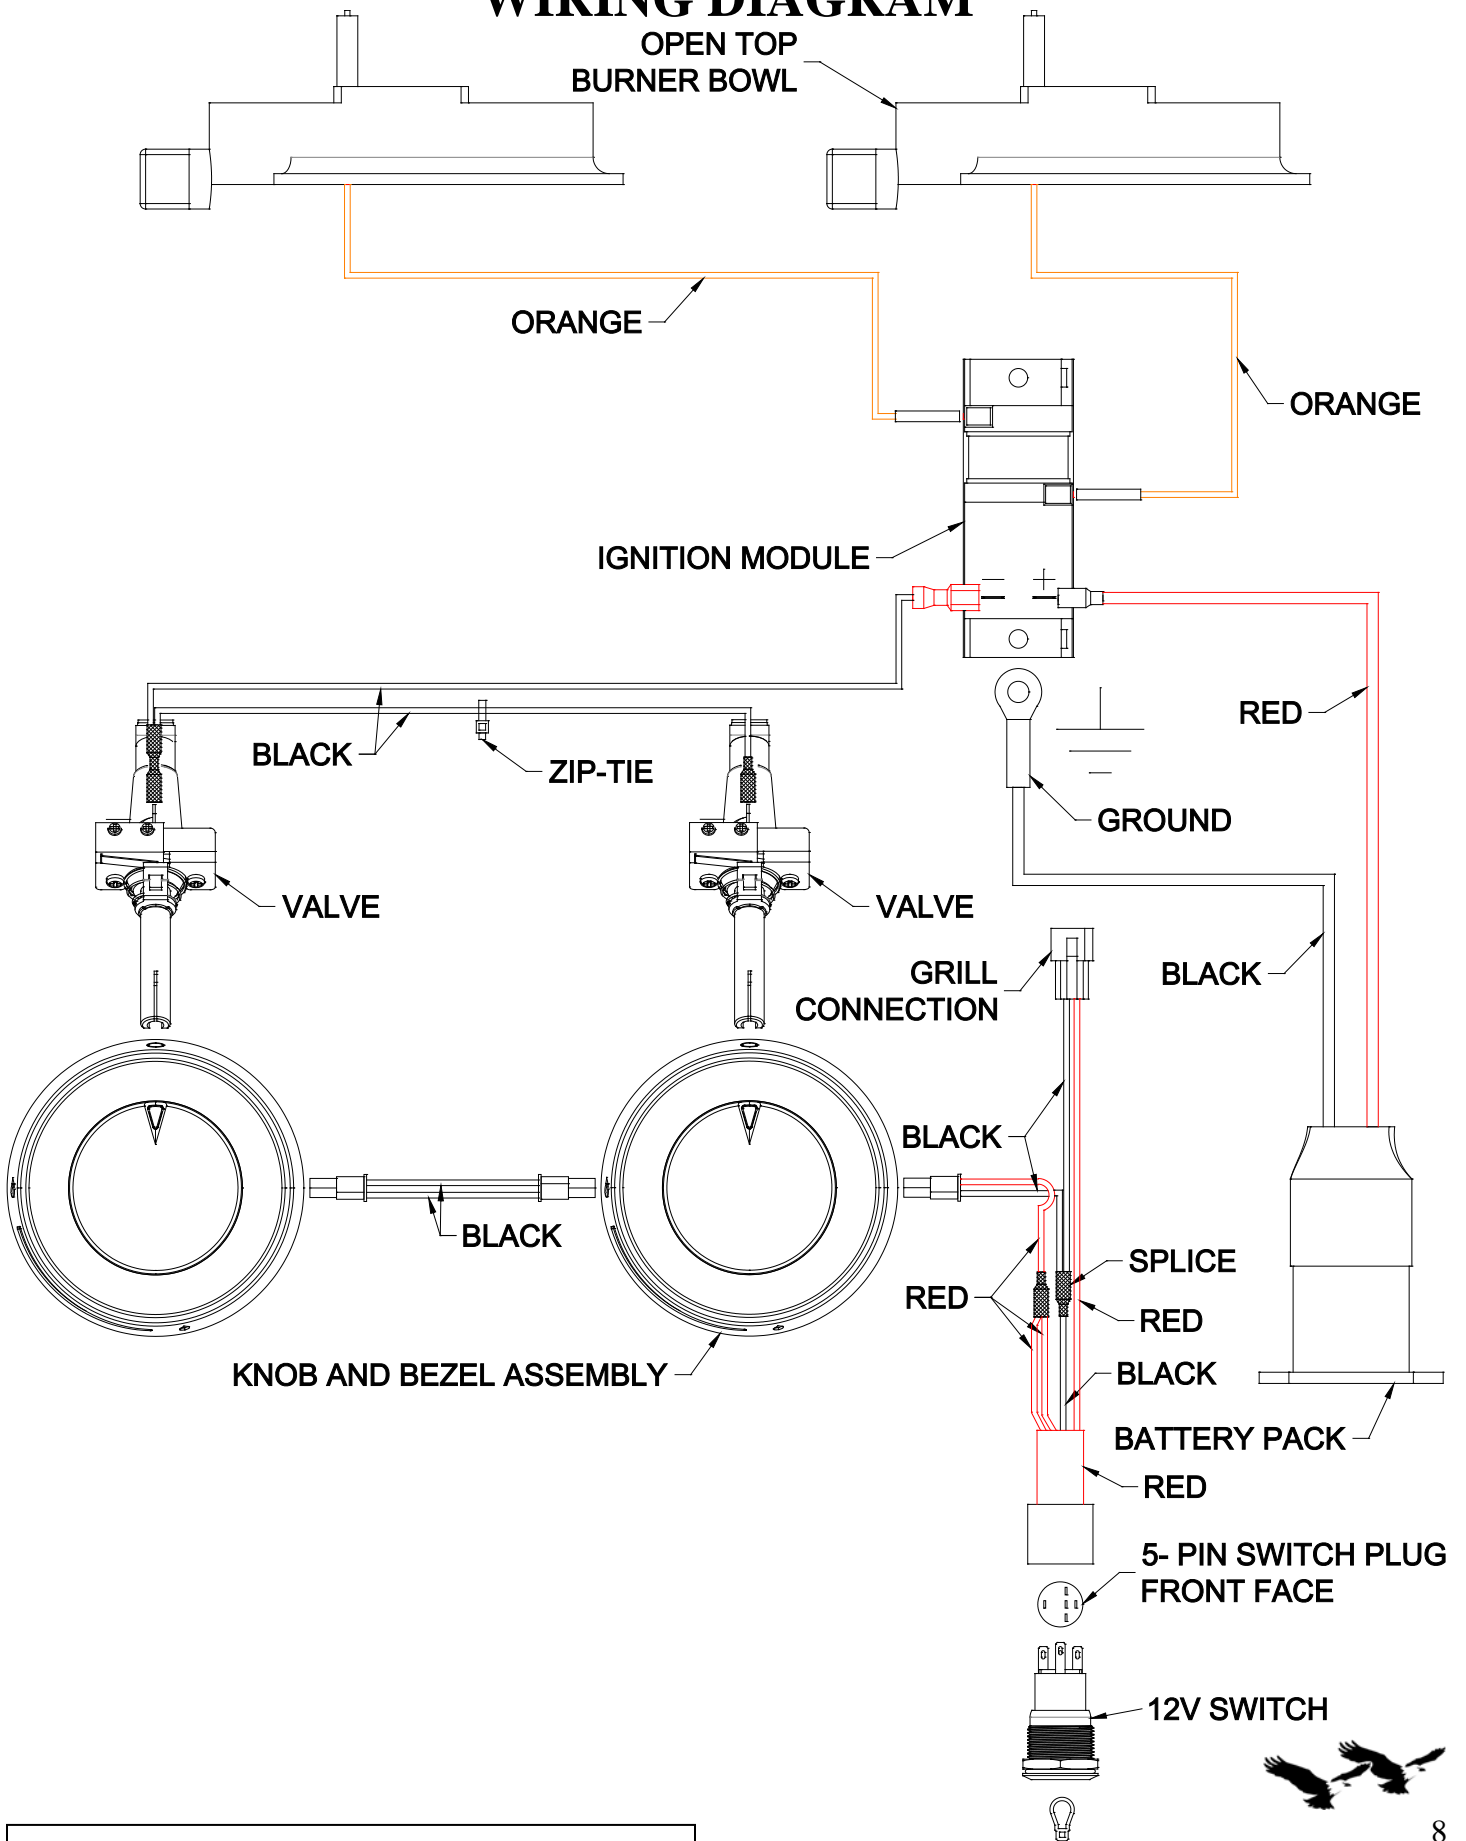 WIRING DIAGRAM
OPEN TOP
BURNER BOWL
ORANGE
ORANGE
IGNITION MODULE
RED
BLACK
ZIP-TIE
GROUND
VALVE
VALVE
GRILL
CONNECTION
BLACK
BLACK
BLACK
SPLICE
RED
RED
KNOB AND BEZEL ASSEMBLY
BLACK
BATTERY PACK
RED
5- PIN SWITCH PLUG
FRONT FACE
12V SWITCH
8